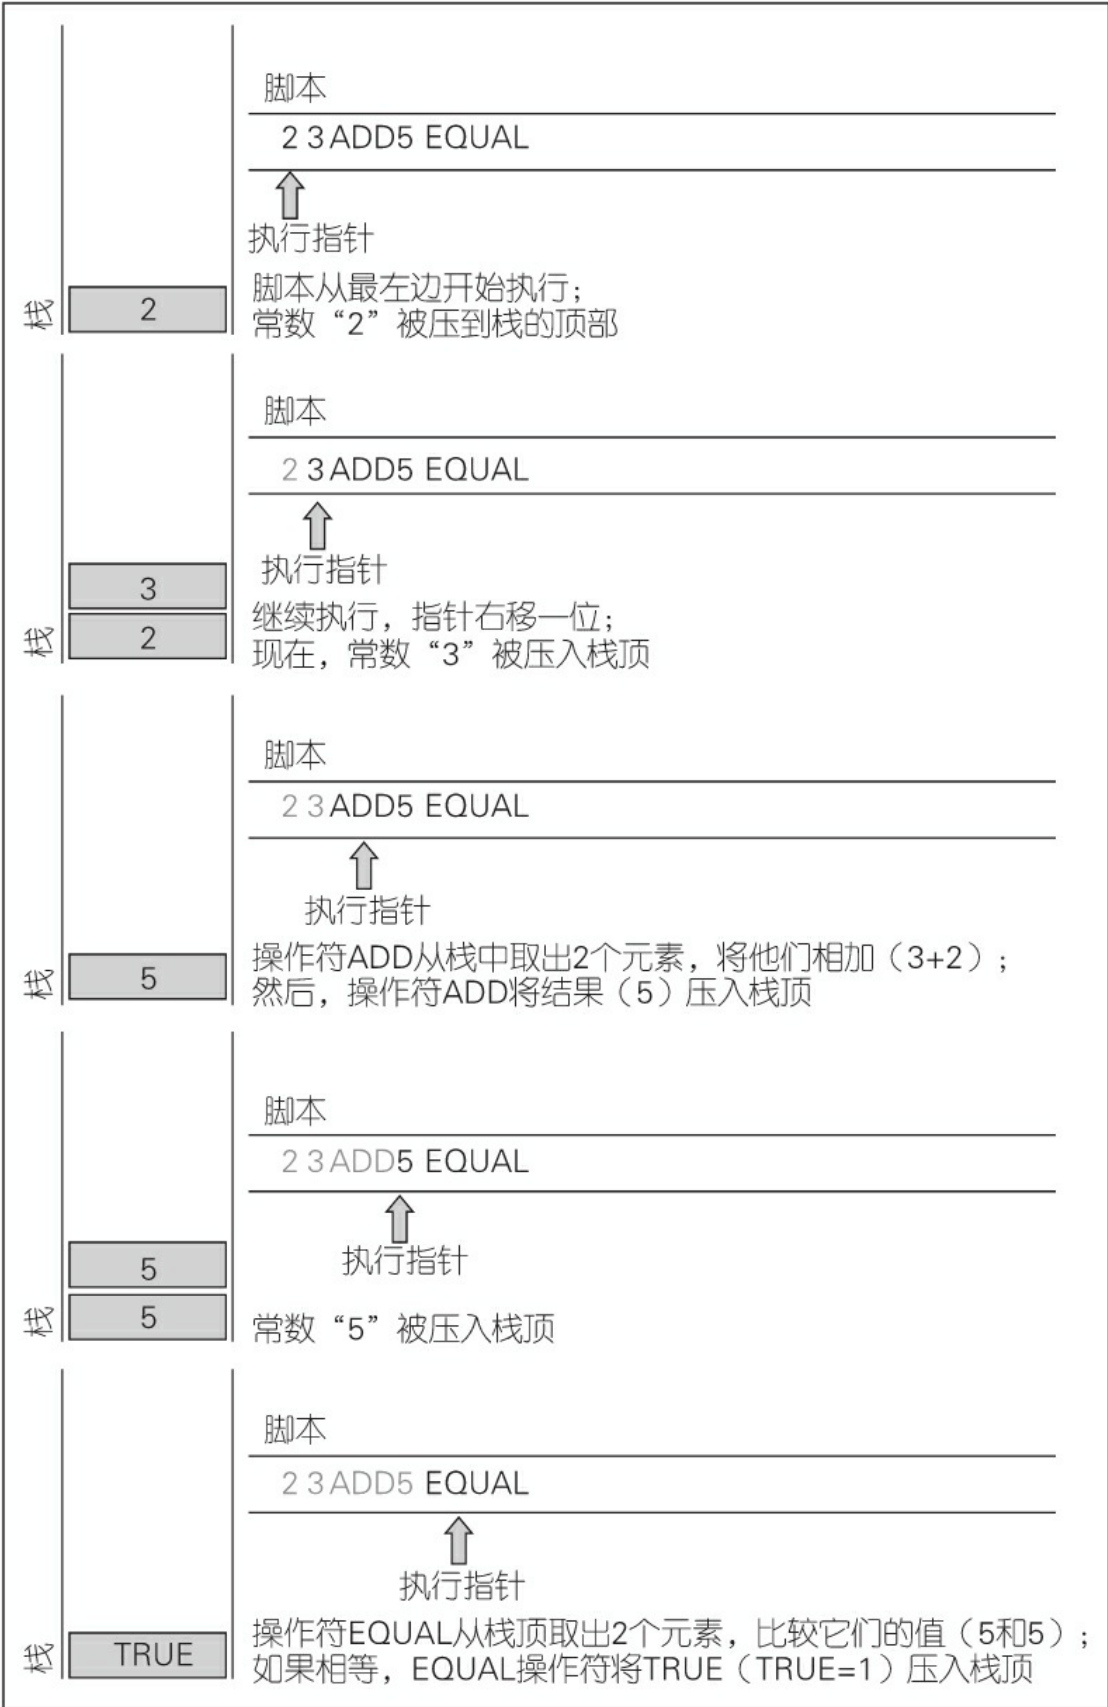 脚本
2 3 ADD5 EQUAL
执行指针
脚本从最左边开始执行；
常数“2”被压到栈的顶部
栈
2
脚本
2 3 ADD5 EQUAL
执行指针
继续执行，指针右移一位；
现在，常数“3”被压入栈顶
3
栈
2
脚本
2 3 ADD5 EQUAL
执行指针
操作符ADD从栈中取出2个元素，将他们相加（3+2）；
然后，操作符ADD将结果（5）压入栈顶
栈
5
脚本
2 3 ADD5 EQUAL
执行指针
5
栈
5
常数“5”被压入栈顶
脚本
2 3 ADD5 EQUAL
执行指针
操作符EQUAL从栈顶取出2个元素，比较它们的值（5和5）；
如果相等，EQUAL操作符将TRUE（TRUE=1）压入栈顶
栈
TRUE